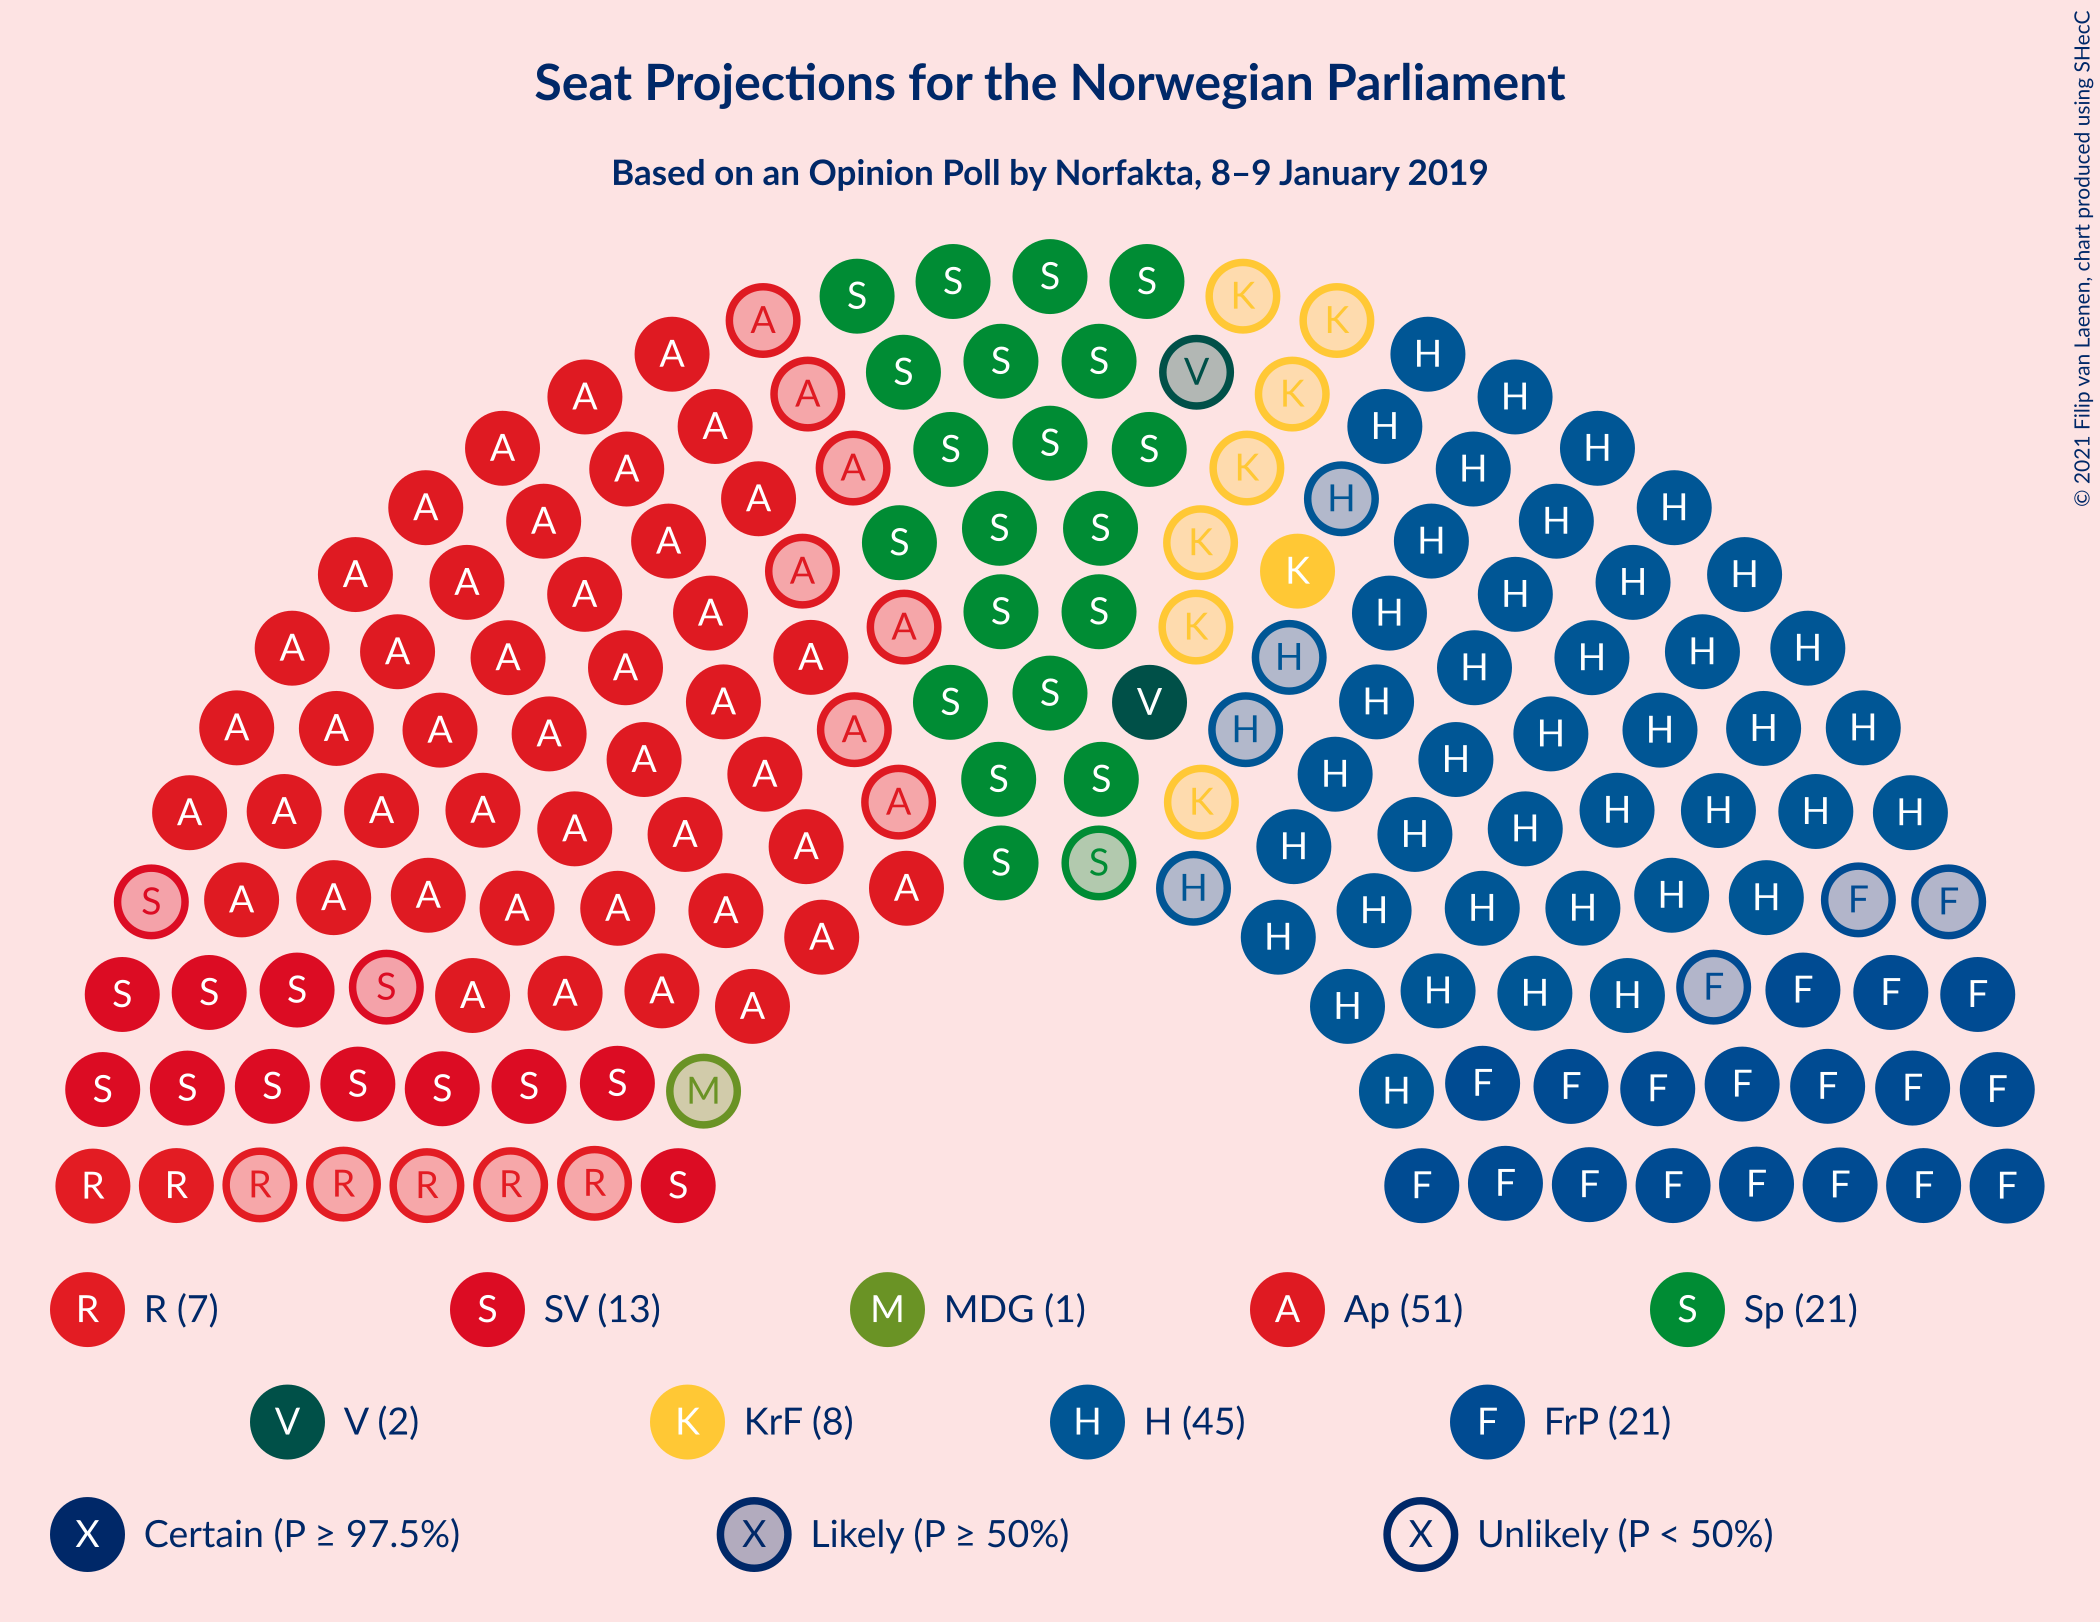 Seat Projections for the Norwegian Parliament
Based on an Opinion Poll by Norfakta, 8–9 January 2019
© 2021 Filip van Laenen, chart produced using SHecC
S S S S K K
A V
A H H
S S S K
A A H H
A A H H
S S S K
A A A H H H
A A A S S S K K H H H
A A A A S S K H H H H
A A A A A S S V H H H H H
A A A A A A S S K H H H H H H
A A A A A A A S S H H H H H H H
S A A A A A A A A H H H H H H H F F
S S S S A A A A H H H H F F F F
S S S S S S S M H F F F F F F F
R R R R R R R S F F F F F F F F
R R (7) S SV (13) M MDG (1) A Ap (51) S Sp (21)
V V (2) K KrF (8) H H (45) F FrP (21)
X Certain (P ≥ 97.5%) X Likely (P ≥ 50%) X Unlikely (P < 50%)